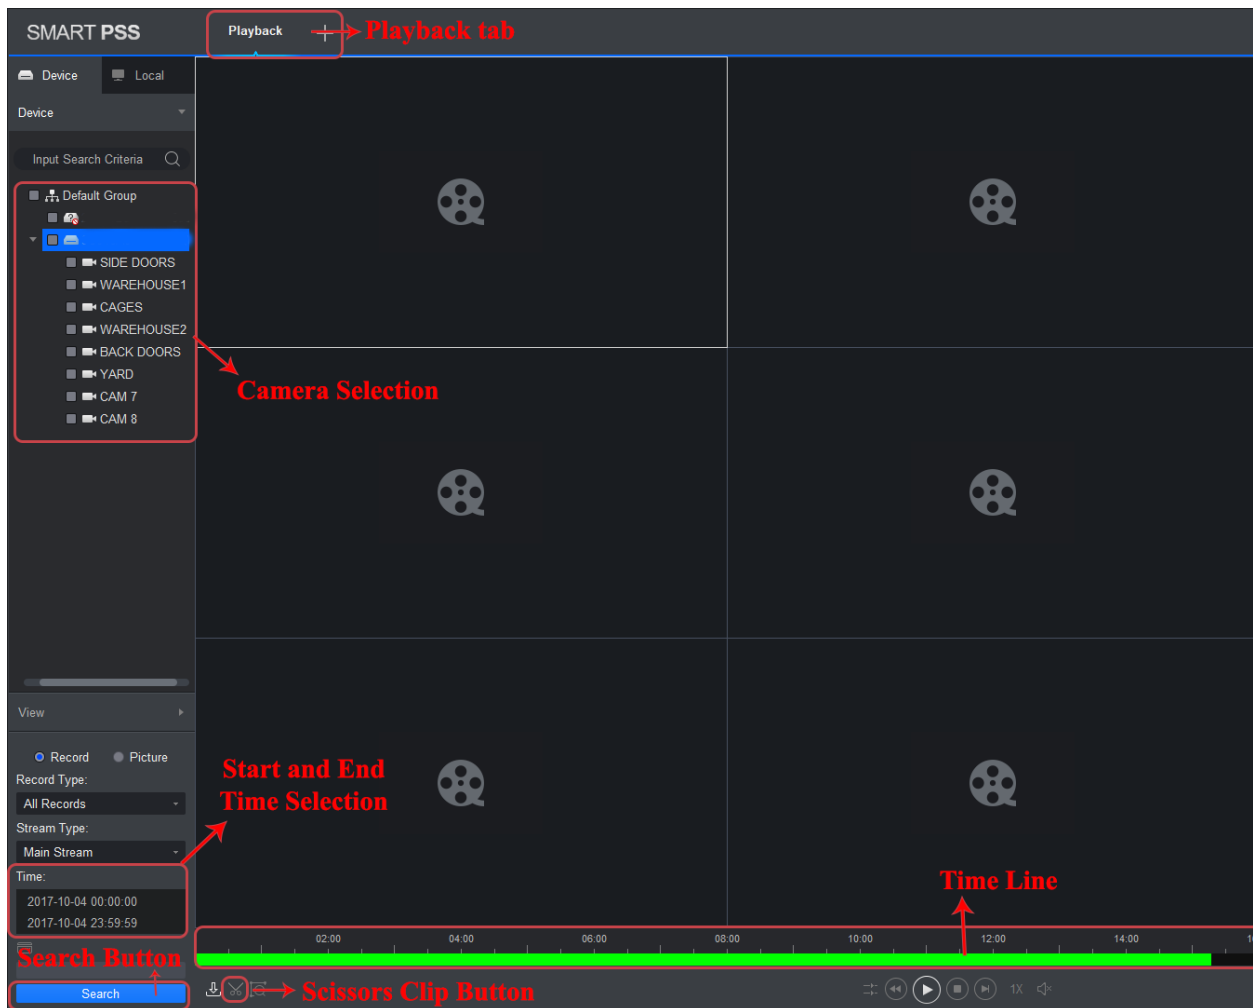 SMART PSS
Playback
Playback tab
Device
Local
Device
Input Search Criteria
Default Group
SIDE DOORS
WAREHOUSE1
CAGES
WAREHOUSE2
BACK DOORS
YARD
CAM 7
CAM 8
Camera Selection
View
Record
Picture
Record Type:
All Records
Stream Type:
Main Stream
Start and End
Time Selection
Time:
2017-10-04 00:00:00
2017-10-04 23:59:59
Time Line
02:00
04:00
06:00
08:00
10:00
12:00
14:00
Search Button
Search
Scissors Clip Button
1X